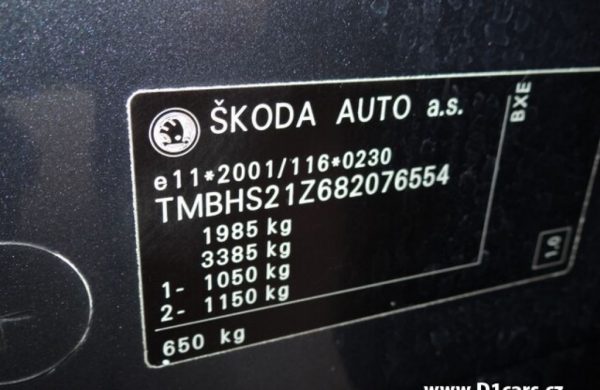 ŠKODA AUTO a.s.
BXE
e11*2001/116*0230
TMBHS21Z682076554
1985 kg
3385 kg
1- 1050 kg
2- 1150 kg
1.0
650 kg
www.D1cars.cz